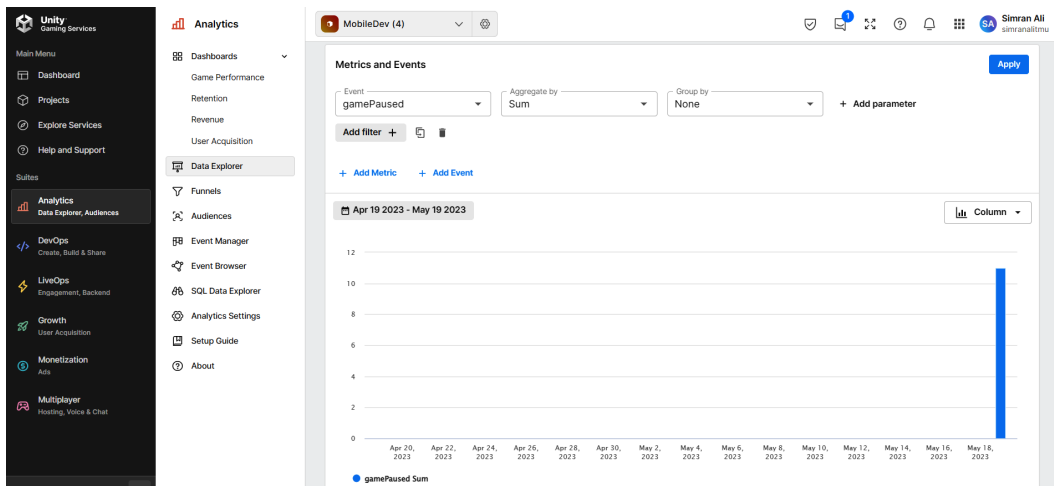 Unity
Gaming Services
Main Menu
Dashboard
Projects
Explore Services
Help and Support
Suites
Analytics
Data Explorer, Audiences
DevOps
Create, Build & Share
LiveOps
Engagement, Backend
Growth
User Acquisition
Monetization
Ads
Multiplayer
Hosting, Voice & Chat
Analytics
Dashboards
Game Performance
Retention
Revenue
User Acquisition
Data Explorer
Funnels
Audiences
Event Manager
Event Browser
SQL Data Explorer
Analytics Settings
Setup Guide
About
MobileDev (4)
1
SA
Simran Ali
simranalitmu
Metrics and Events
Apply
Event
gamePaused
Aggregate by
Sum
Group by
None
+ Add parameter
Add filter +
+ Add Metric + Add Event
Apr 19 2023 - May 19 2023
Column
12
10
8
6
4
2
0
Apr 20, 2023
Apr 22, 2023
Apr 24, 2023
Apr 26, 2023
Apr 28, 2023
Apr 30, 2023
May 2, 2023
May 4, 2023
May 6, 2023
May 8, 2023
May 10, 2023
May 12, 2023
May 14, 2023
May 16, 2023
May 18, 2023
gamePaused Sum